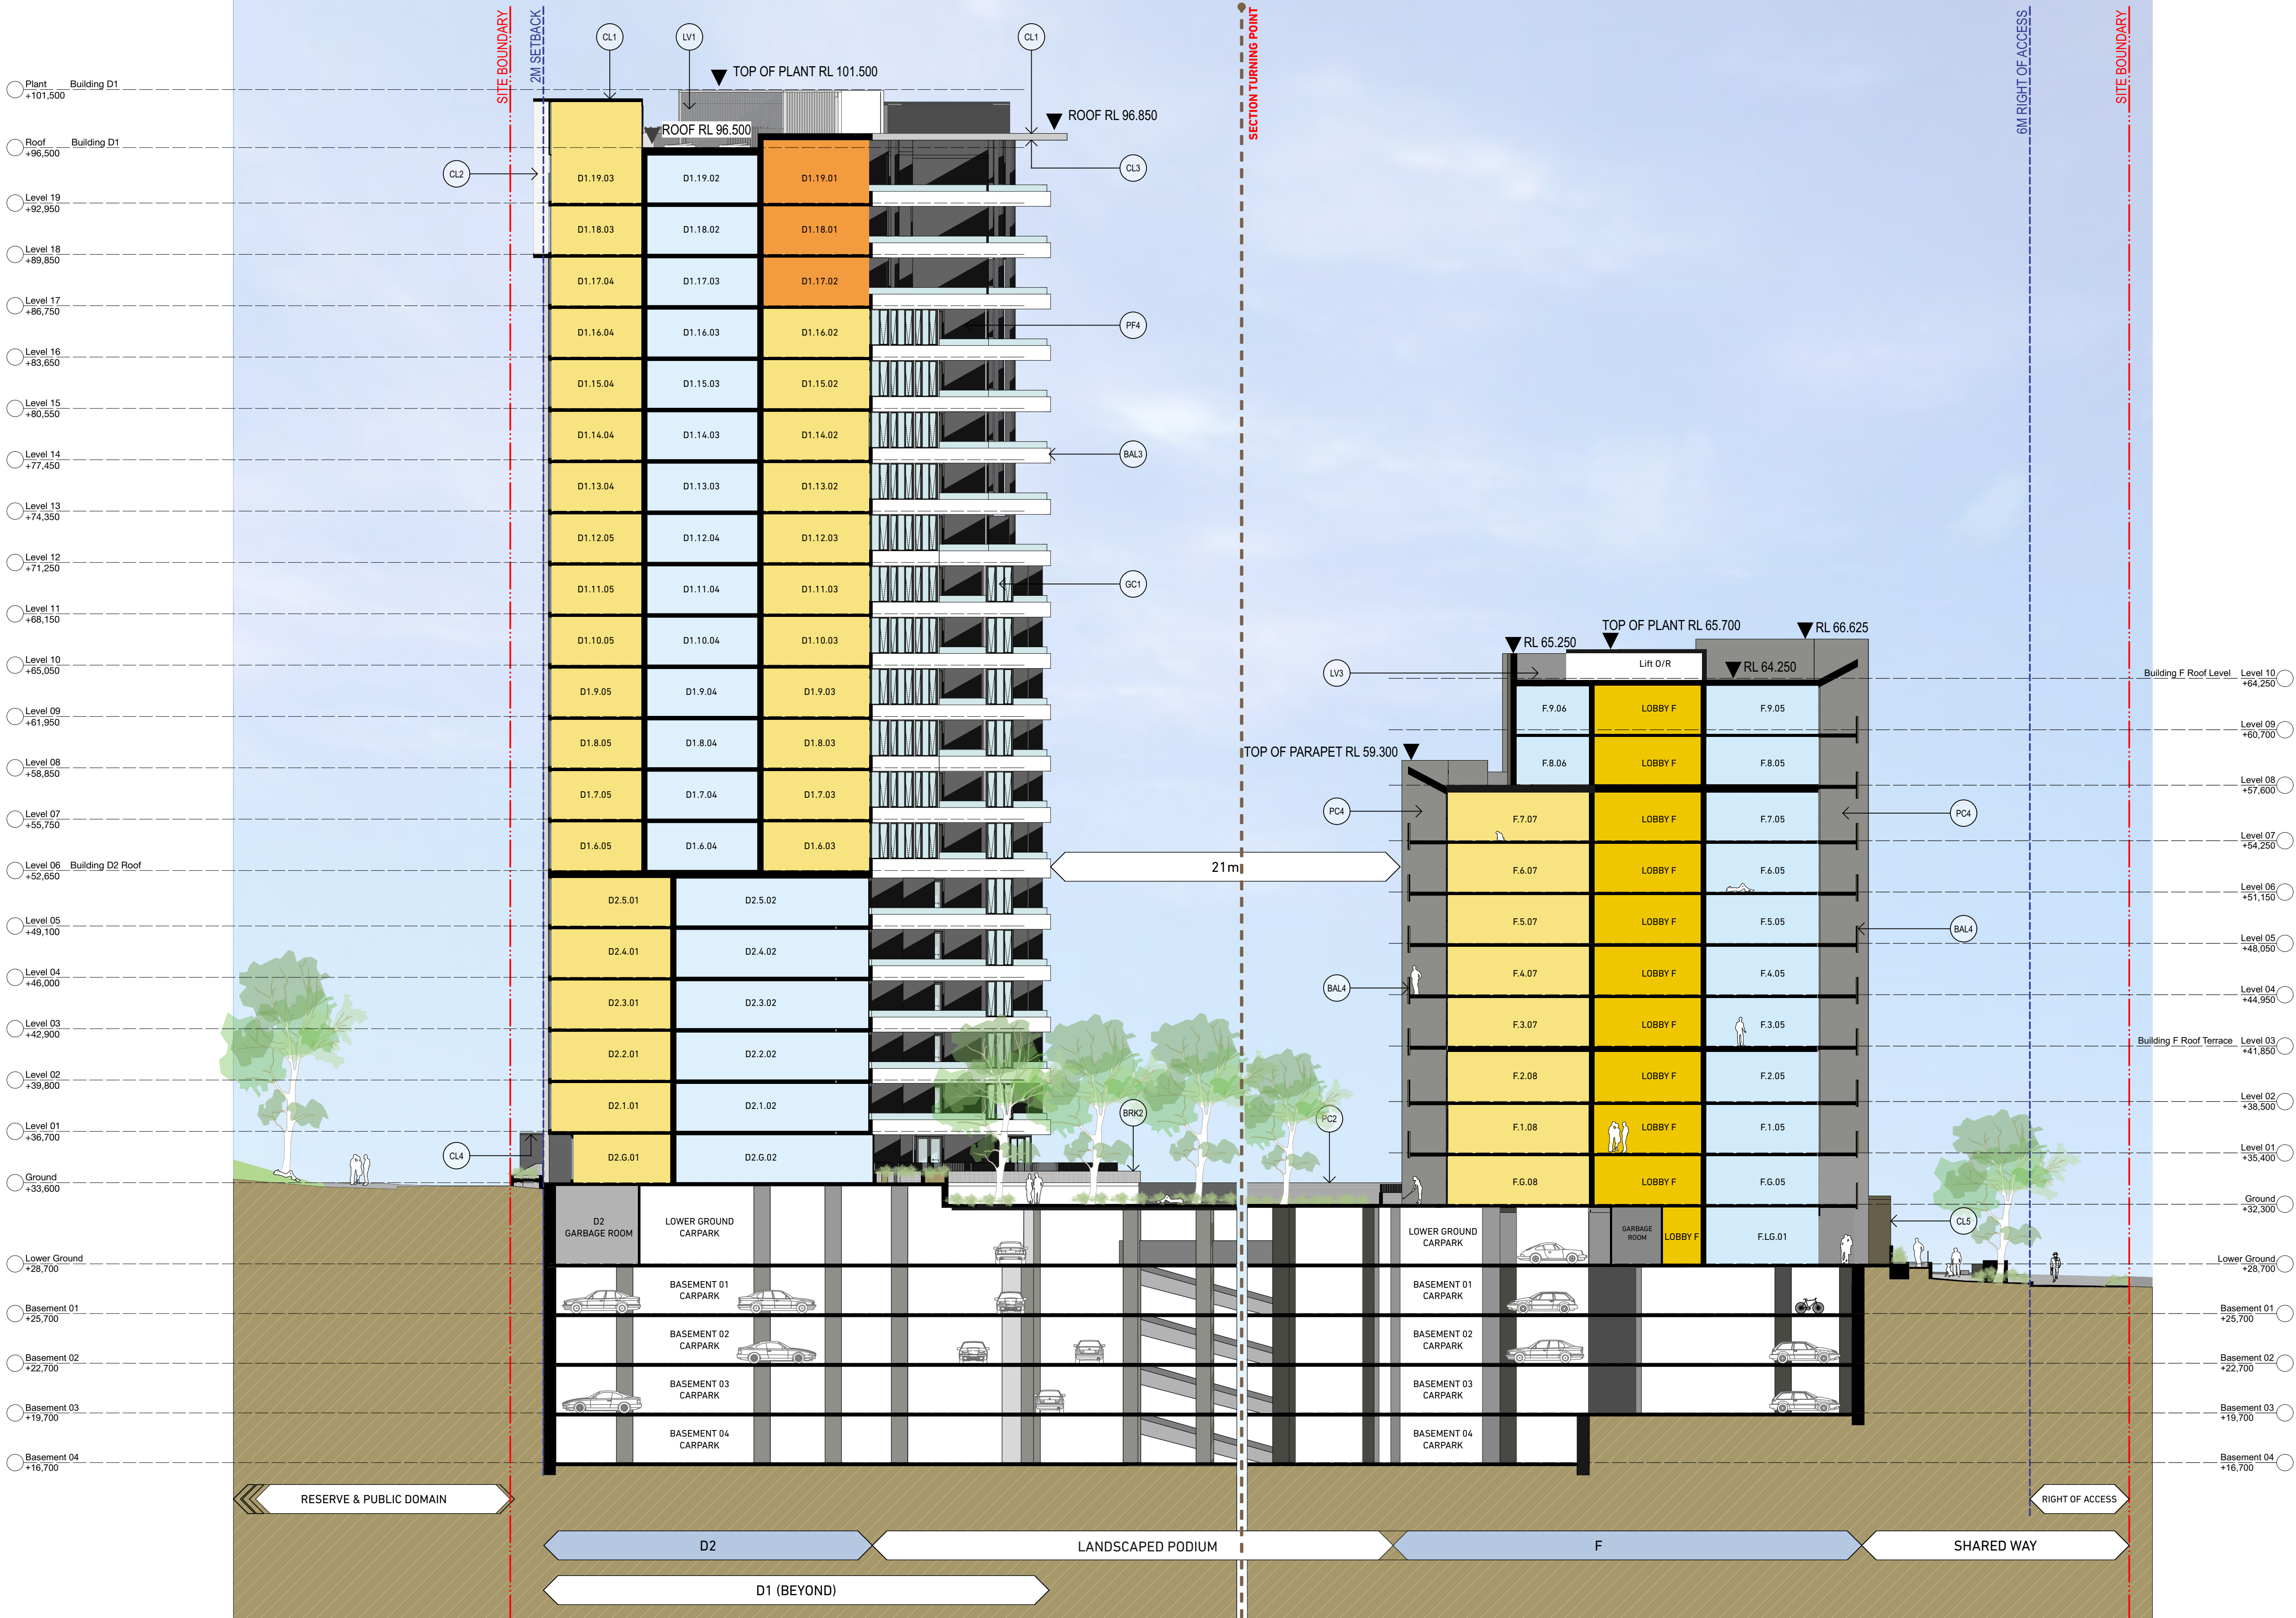 SITE BOUNDARY
2M SETBACK
SECTION TURNING POINT
6M RIGHT OF ACCESS
SITE BOUNDARY
CL1
LV1
CL1
TOP OF PLANT RL 101.500
ROOF RL 96.850
ROOF RL 96.500
CL2
CL3
PF4
BAL3
GC1
Plant Building D1
+101,500
Roof Building D1
+96,500
Level 19
+92,950
Level 18
+89,850
Level 17
+86,750
Level 16
+83,650
Level 15
+80,550
Level 14
+77,450
Level 13
+74,350
Level 12
+71,250
Level 11
+68,150
Level 10
+65,050
Level 09
+61,950
Level 08
+58,850
Level 07
+55,750
Level 06 Building D2 Roof
+52,650
Level 05
+49,100
Level 04
+46,000
Level 03
+42,900
Level 02
+39,800
Level 01
+36,700
Ground
+33,600
Lower Ground
+28,700
Basement 01
+25,700
Basement 02
+22,700
Basement 03
+19,700
Basement 04
+16,700
D1.19.03 D1.19.02 D1.19.01
D1.18.03 D1.18.02 D1.18.01
D1.17.04 D1.17.03 D1.17.02
D1.16.04 D1.16.03 D1.16.02
D1.15.04 D1.15.03 D1.15.02
D1.14.04 D1.14.03 D1.14.02
D1.13.04 D1.13.03 D1.13.02
D1.12.05 D1.12.04 D1.12.03
D1.11.05 D1.11.04 D1.11.03
D1.10.05 D1.10.04 D1.10.03
D1.9.05 D1.9.04 D1.9.03
D1.8.05 D1.8.04 D1.8.03
D1.7.05 D1.7.04 D1.7.03
D1.6.05 D1.6.04 D1.6.03
D2.5.01 D2.5.02
D2.4.01 D2.4.02
D2.3.01 D2.3.02
D2.2.01 D2.2.02
D2.1.01 D2.1.02
D2.G.01 D2.G.02
CL4
BRK2
PC2
21m
TOP OF PLANT RL 65.700
RL 66.625
RL 65.250
Lift O/R
RL 64.250
LV3
TOP OF PARAPET RL 59.300
PC4
PC4
BAL4
BAL4
CL5
F.9.06 LOBBY F F.9.05
F.8.06 LOBBY F F.8.05
F.7.07 LOBBY F F.7.05
F.6.07 LOBBY F F.6.05
F.5.07 LOBBY F F.5.05
F.4.07 LOBBY F F.4.05
F.3.07 LOBBY F F.3.05
F.2.08 LOBBY F F.2.05
F.1.08 LOBBY F F.1.05
F.G.08 LOBBY F F.G.05
GARBAGE
ROOM
LOBBY F
F.LG.01
Building F Roof Level Level 10
+64,250
Level 09
+60,700
Level 08
+57,600
Level 07
+54,250
Level 06
+51,150
Level 05
+48,050
Level 04
+44,950
Building F Roof Terrace Level 03
+41,850
Level 02
+38,500
Level 01
+35,400
Ground
+32,300
Lower Ground
+28,700
Basement 01
+25,700
Basement 02
+22,700
Basement 03
+19,700
Basement 04
+16,700
D2
GARBAGE ROOM
LOWER GROUND
CARPARK
LOWER GROUND
CARPARK
BASEMENT 01
CARPARK
BASEMENT 01
CARPARK
BASEMENT 02
CARPARK
BASEMENT 02
CARPARK
BASEMENT 03
CARPARK
BASEMENT 03
CARPARK
BASEMENT 04
CARPARK
BASEMENT 04
CARPARK
RESERVE & PUBLIC DOMAIN
RIGHT OF ACCESS
D2
LANDSCAPED PODIUM
F
SHARED WAY
D1 (BEYOND)